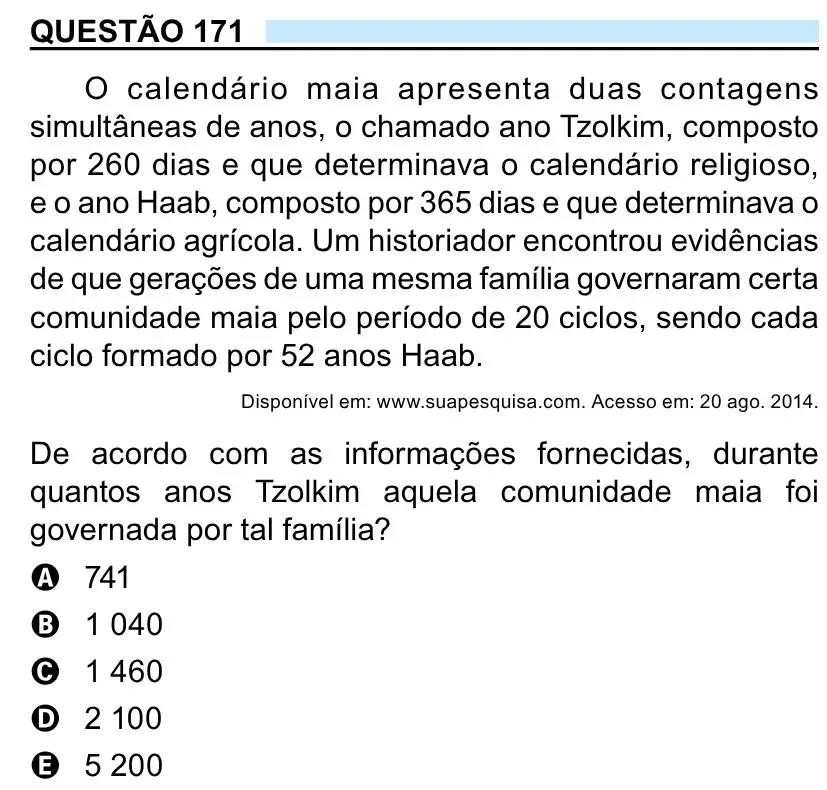 QUESTÃO 171
O calendário maia apresenta duas contagens
simultâneas de anos, o chamado ano Tzolkim, composto
por 260 dias e que determinava o calendário religioso,
e o ano Haab, composto por 365 dias e que determinava o
calendário agrícola. Um historiador encontrou evidências
de que gerações de uma mesma família governaram certa
comunidade maia pelo período de 20 ciclos, sendo cada
ciclo formado por 52 anos Haab.
Disponível em: www.suapesquisa.com. Acesso em: 20 ago. 2014.
De acordo com as informações fornecidas, durante
quantos anos Tzolkim aquela comunidade maia foi
governada por tal família?
A 741
B 1 040
C 1 460
D 2 100
E 5 200